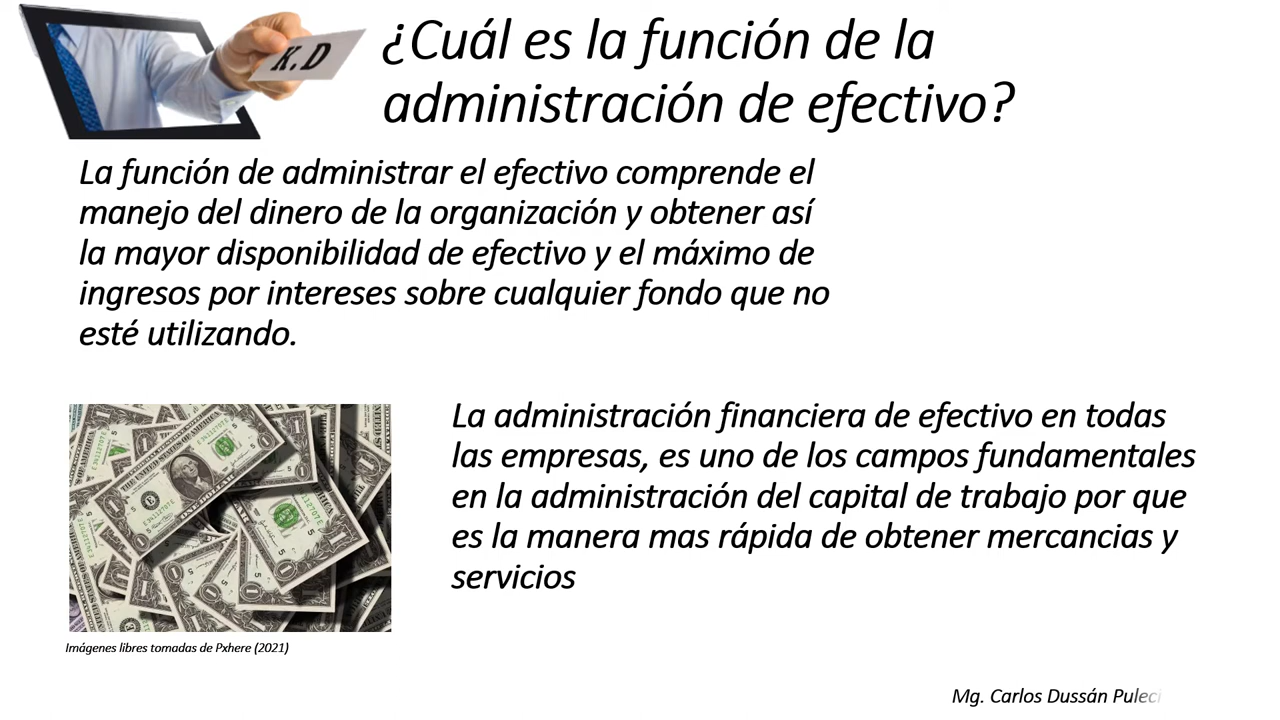 K.D
¿Cuál es la función de la
administración de efectivo?
La función de administrar el efectivo comprende el
manejo del dinero de la organización y obtener así
la mayor disponibilidad de efectivo y el máximo de
ingresos por intereses sobre cualquier fondo que no
esté utilizando.
La administración financiera de efectivo en todas
las empresas, es uno de los campos fundamentales
en la administración del capital de trabajo por que
es la manera mas rápida de obtener mercancias y
servicios
Imágenes libres tomadas de Pxhere (2021)
Mg. Carlos Dussán